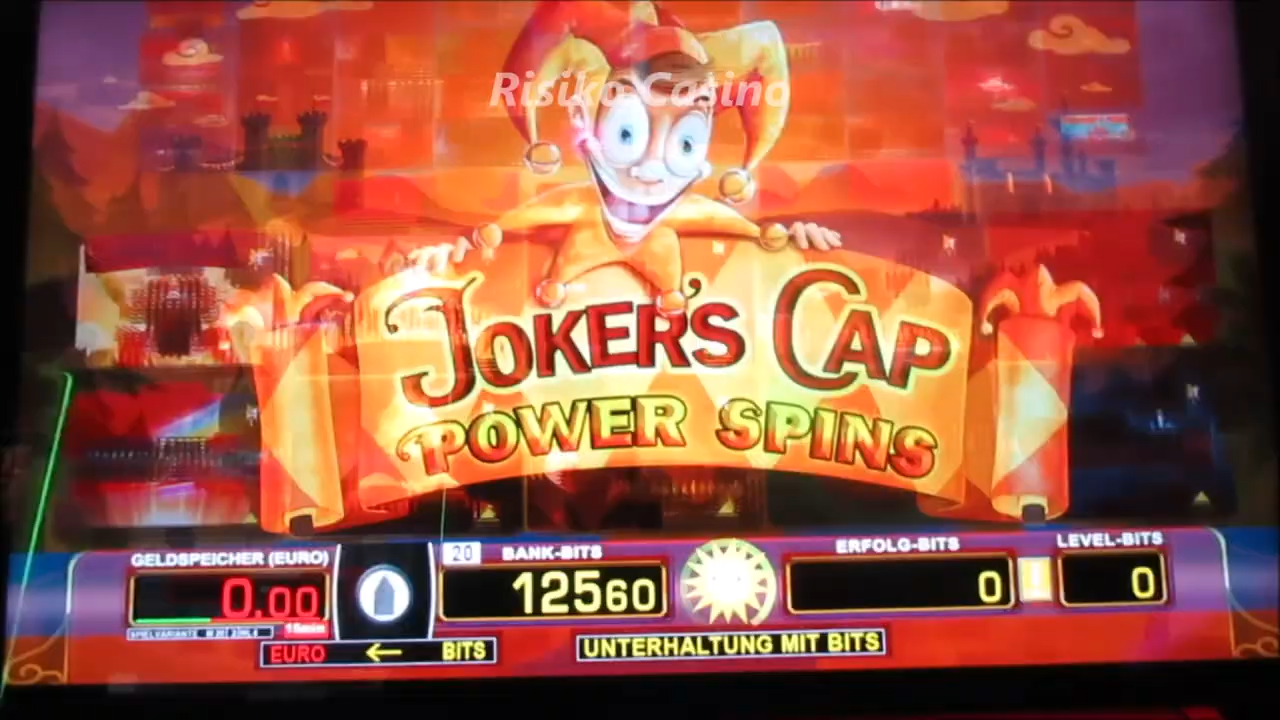 Risiko Casino
JOKER'S CAP
POWER SPINS
GELDSPEICHER (EURO)
20
BANK-BITS
ERFOLG-BITS
LEVEL-BITS
0,00
12560
0
0
15min
EURO ← BITS
UNTERHALTUNG MIT BITS